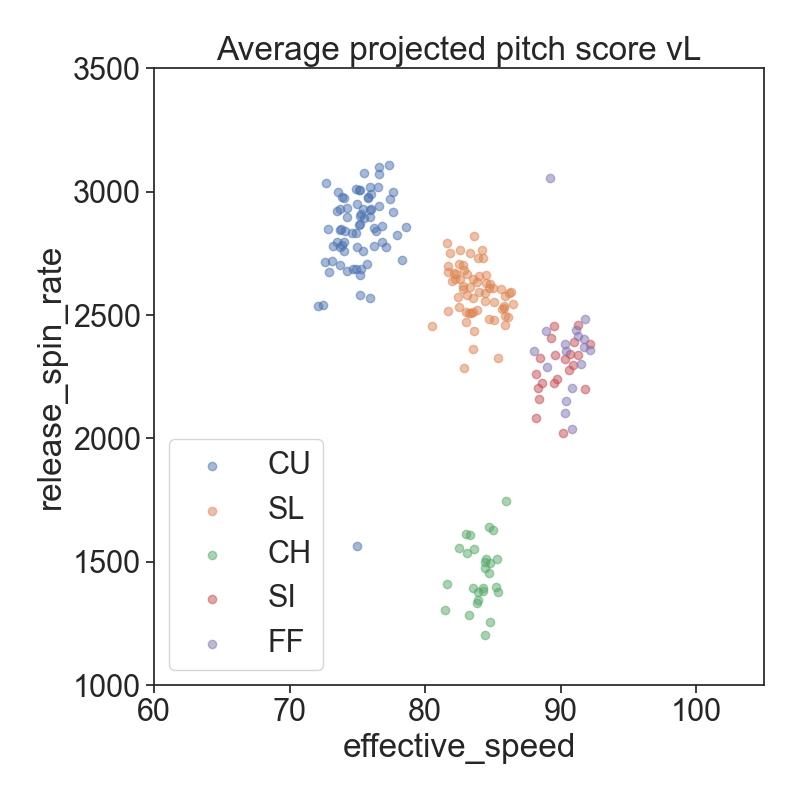 Average projected pitch score vL
3500
3000
2500
2000
1500
1000
release_spin_rate
CU
SL
CH
SI
FF
60
70
80
90
100
effective_speed